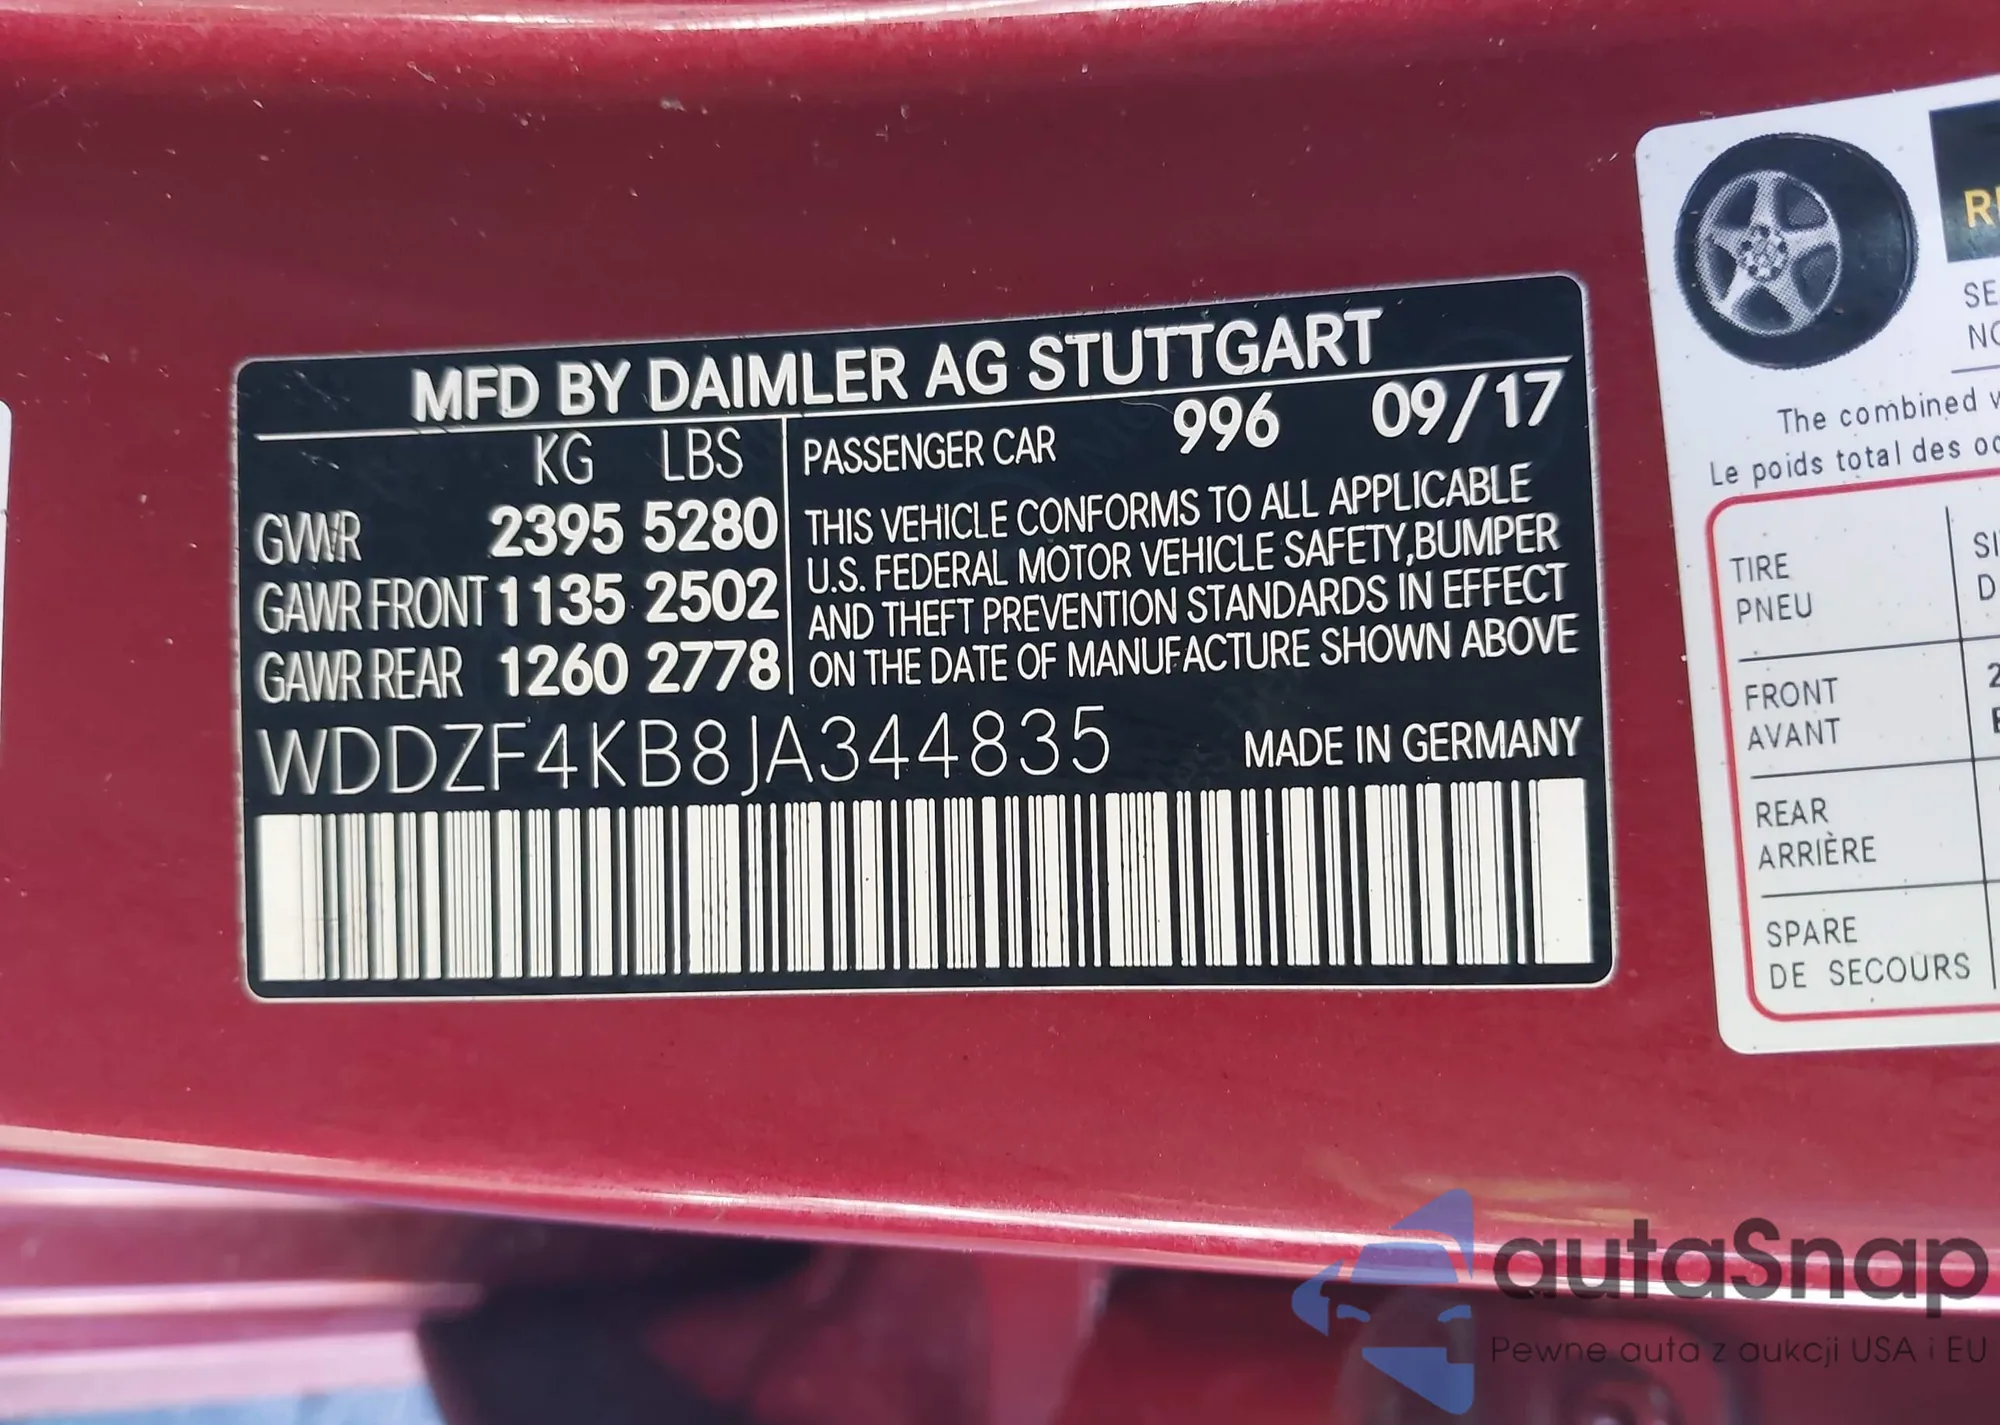 MFD BY DAIMLER AG STUTTGART
KG LBS
GVWR 2395 5280
GAWR FRONT 1135 2502
GAWR REAR 1260 2778
PASSENGER CAR 996 09/17
THIS VEHICLE CONFORMS TO ALL APPLICABLE
U.S. FEDERAL MOTOR VEHICLE SAFETY,BUMPER
AND THEFT PREVENTION STANDARDS IN EFFECT
ON THE DATE OF MANUFACTURE SHOWN ABOVE
WDDZF4KB8JA344835
MADE IN GERMANY
The combined
Le poids total des
TIRE
PNEU
FRONT
AVANT
REAR
ARRIÈRE
SPARE
DE SECOURS
autaSnap
Pewne auta z aukcji USA i EU